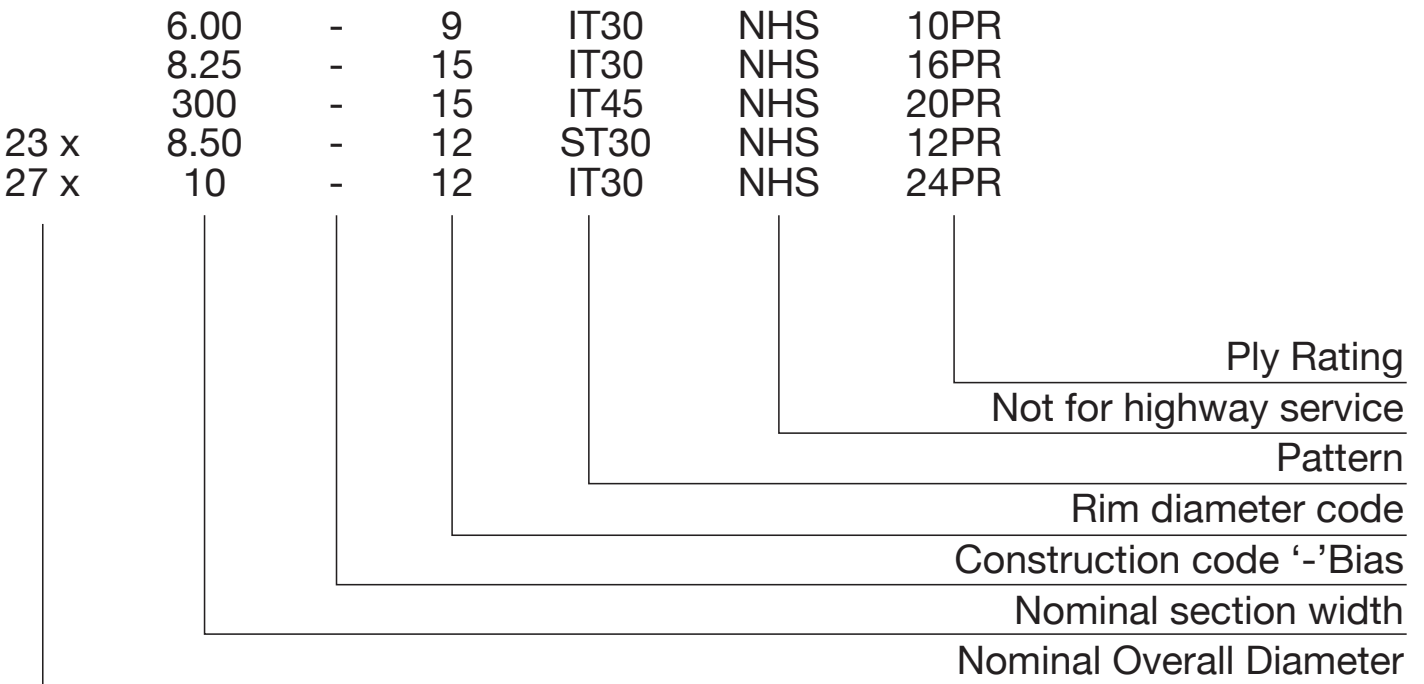 6.00 - 9 IT30 NHS 10PR
8.25 - 15 IT30 NHS 16PR
300 - 15 IT45 NHS 20PR
23 x 8.50 - 12 ST30 NHS 12PR
27 x 10 - 12 IT30 NHS 24PR
Ply Rating
Not for highway service
Pattern
Rim diameter code
Construction code ‘-’Bias
Nominal section width
Nominal Overall Diameter